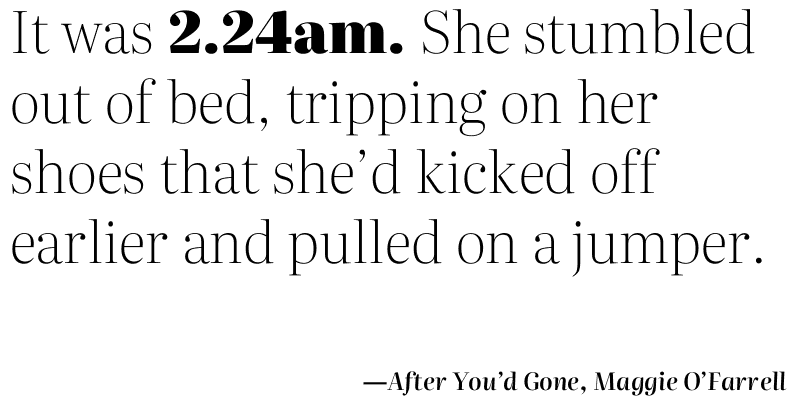 It was 2.24am. She stumbled
out of bed, tripping on her
shoes that she’d kicked off
earlier and pulled on a jumper.
—After You’d Gone, Maggie O’Farrell